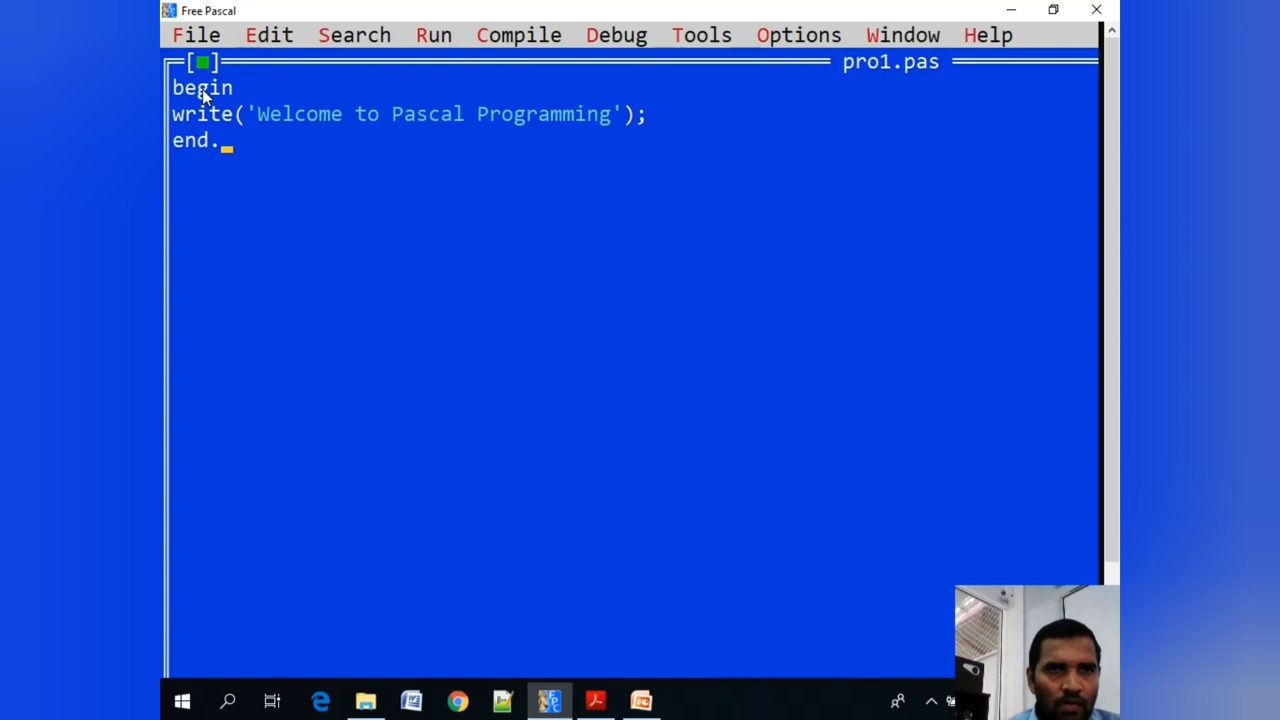 Free Pascal
File Edit Search Run Compile Debug Tools Options Window Help
pro1.pas
begin
write('Welcome to Pascal Programming');
end.